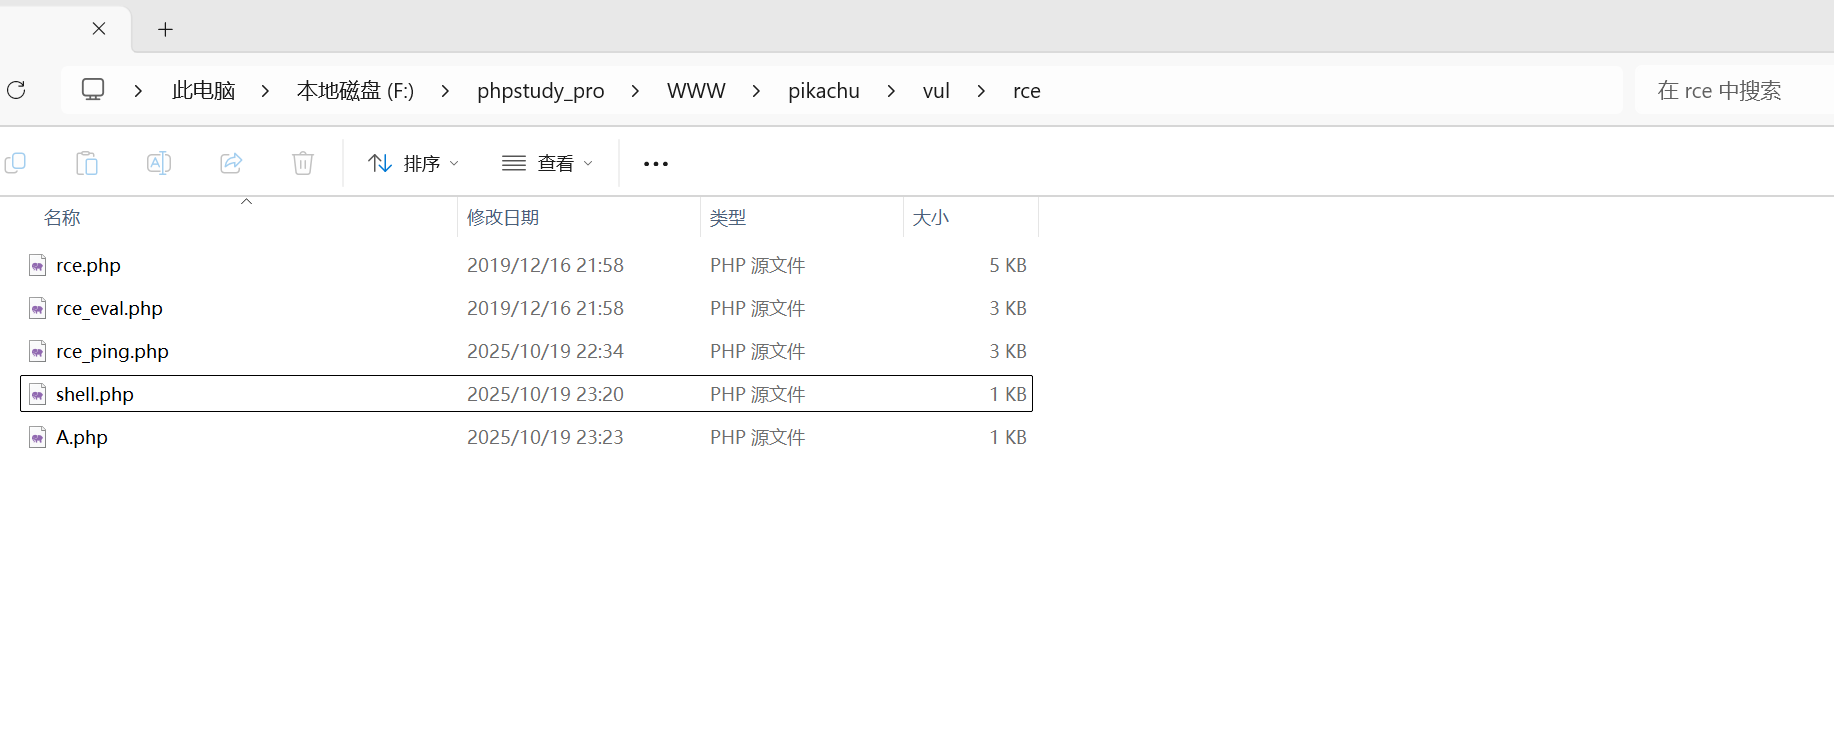 此电脑 本地磁盘 (F:) phpstudy_pro WWW pikachu vul rce 在 rce 中搜索
排序 查看
名称 修改日期 类型 大小
rce.php 2019/12/16 21:58 PHP 源文件 5 KB
rce_eval.php 2019/12/16 21:58 PHP 源文件 3 KB
rce_ping.php 2025/10/19 22:34 PHP 源文件 3 KB
shell.php 2025/10/19 23:20 PHP 源文件 1 KB
A.php 2025/10/19 23:23 PHP 源文件 1 KB